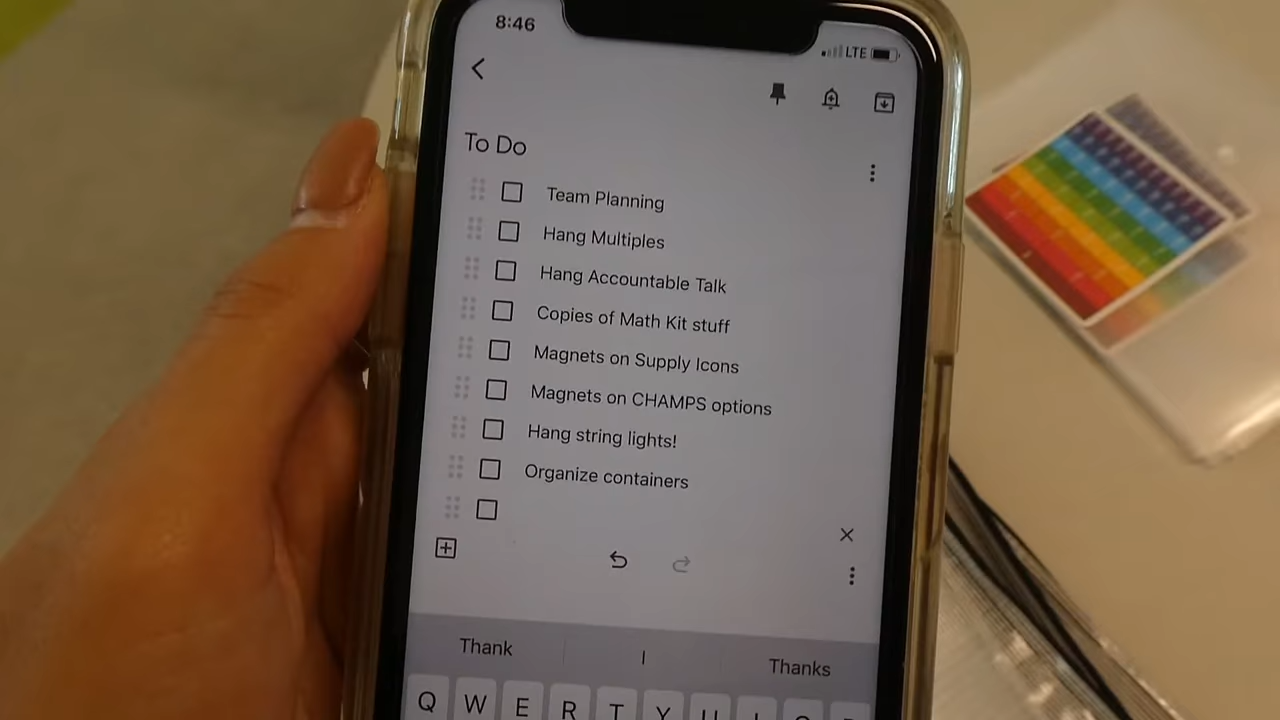 8:46
LTE
To Do
Team Planning
Hang Multiples
Hang Accountable Talk
Copies of Math Kit stuff
Magnets on Supply Icons
Magnets on CHAMPS options
Hang string lights!
Organize containers
Thank I Thanks
Q W E R T Y U